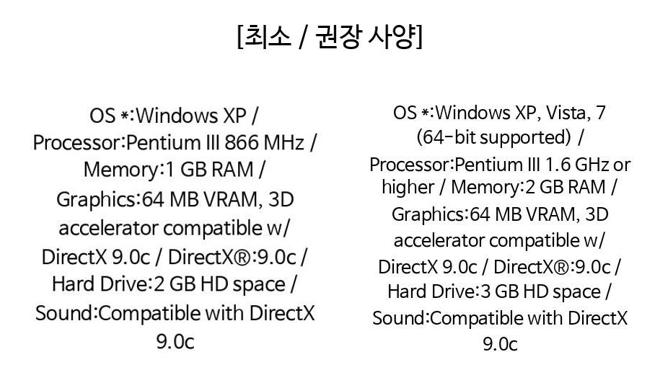 [최소 / 권장 사양]
OS *:Windows XP /
Processor:Pentium III 866 MHz /
Memory:1 GB RAM /
Graphics:64 MB VRAM, 3D
accelerator compatible w/
DirectX 9.0c / DirectX®:9.0c /
Hard Drive:2 GB HD space /
Sound:Compatible with DirectX
9.0c
OS *:Windows XP, Vista, 7
(64-bit supported) /
Processor:Pentium III 1.6 GHz or
higher / Memory:2 GB RAM /
Graphics:64 MB VRAM, 3D
accelerator compatible w/
DirectX 9.0c / DirectX®:9.0c /
Hard Drive:3 GB HD space /
Sound:Compatible with DirectX
9.0c